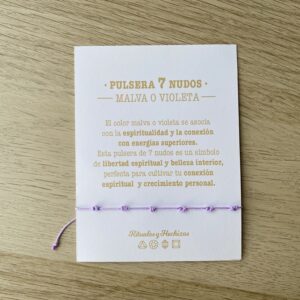 · PULSERA 7 NUDOS ·
MALVA O VIOLETA
El color malva o violeta se asocia
con la espiritualidad y la conexión
con energías superiores.
Esta pulsera de 7 nudos es un símbolo
de libertad espiritual y belleza interior,
perfecta para cultivar tu conexión
espiritual y crecimiento personal.
Rituales y Hechizos